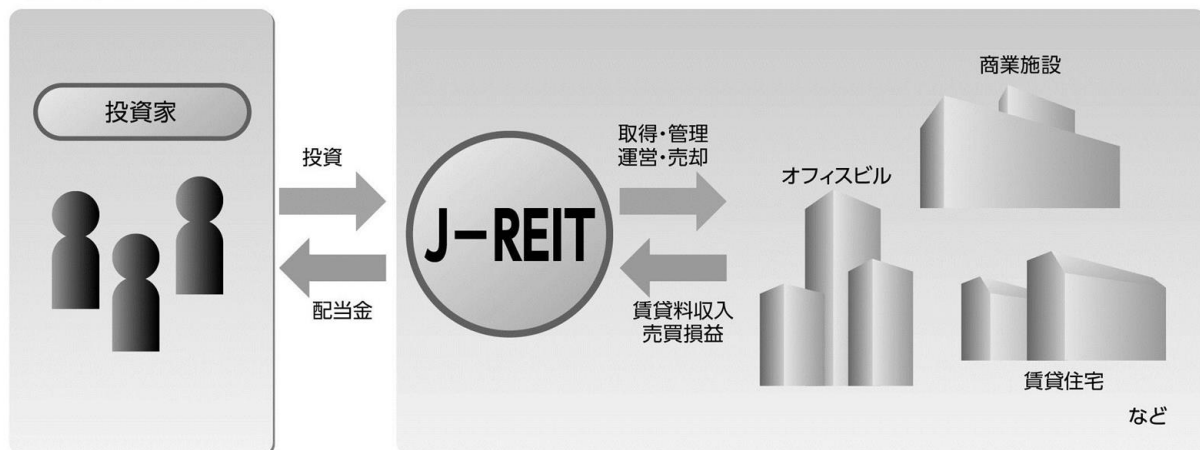 投資家
投資
配当金
J−REIT
取得・管理
運営・売却
賃貸料収入
売買損益
商業施設
オフィスビル
賃貸住宅
など